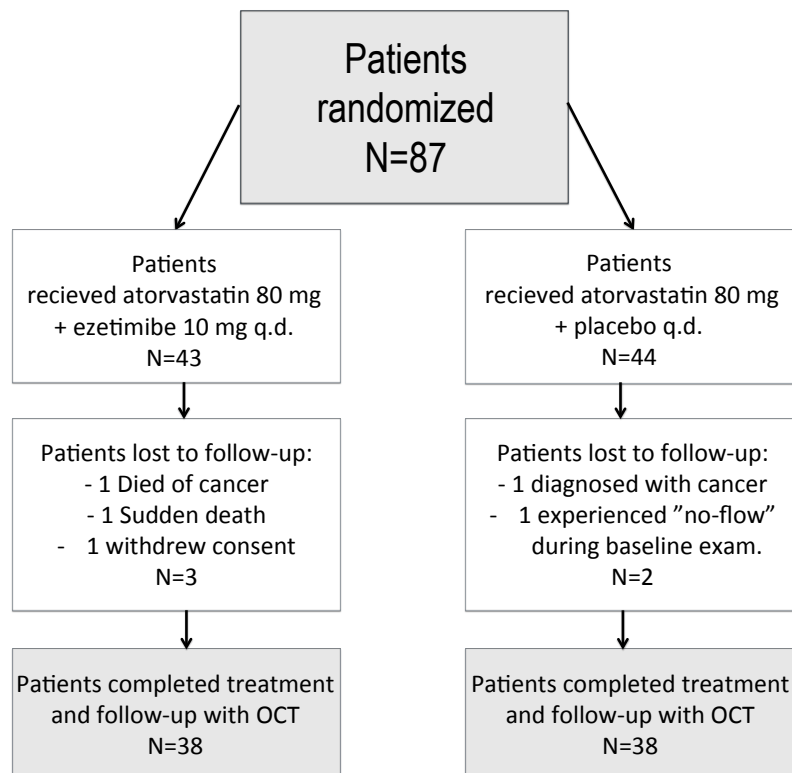 Patients
randomized
N=87
Patients
recieved atorvastatin 80 mg
+ ezetimibe 10 mg q.d.
N=43
Patients
recieved atorvastatin 80 mg
+ placebo q.d.
N=44
Patients lost to follow-up:
- 1 Died of cancer
- 1 Sudden death
- 1 withdrew consent
N=3
Patients lost to follow-up:
- 1 diagnosed with cancer
- 1 experienced ”no-flow”
during baseline exam.
N=2
Patients completed treatment
and follow-up with OCT
N=38
Patients completed treatment
and follow-up with OCT
N=38